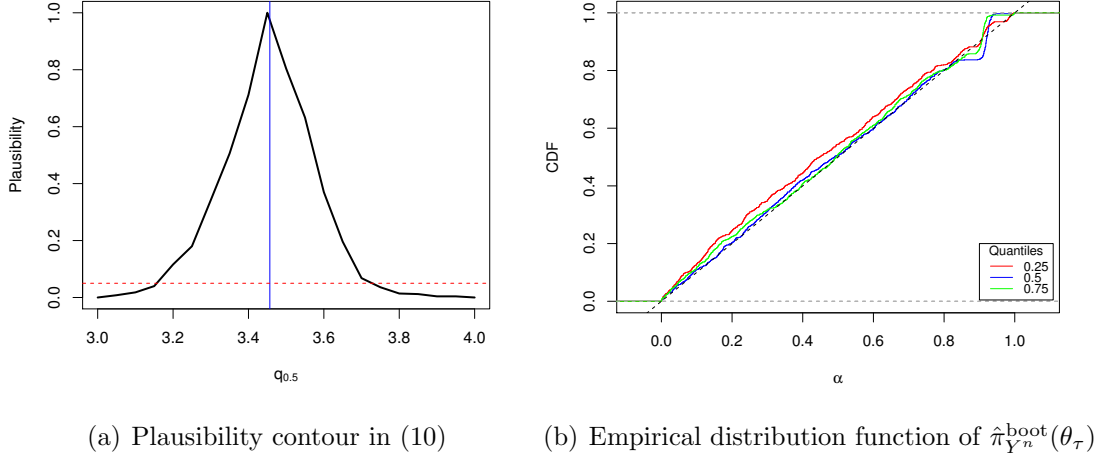 Plausibility
0.0 0.2 0.4 0.6 0.8 1.0
3.0 3.2 3.4 3.6 3.8 4.0
q0.5
(a) Plausibility contour in (10)
CDF
0.0 0.2 0.4 0.6 0.8 1.0
Quantiles
0.25
0.5
0.75
0.0 0.2 0.4 0.6 0.8 1.0
α
(b) Empirical distribution function of π̂^boot_{Y^n}(θ_τ)